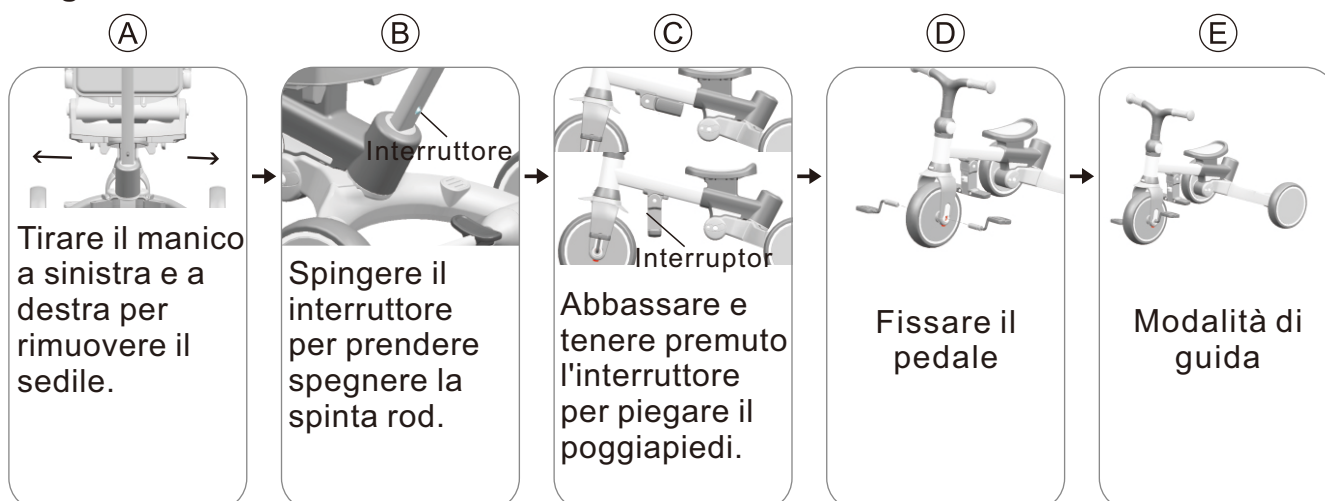 A
B
C
D
E
Interruttore
Interruptor
Tirare il manico
a sinistra e a
destra per
rimuovere il
sedile.
Spingere il
interruttore
per prendere
spegnere la
spinta rod.
Abbassare e
tenere premuto
l'interruttore
per piegare il
poggiapiedi.
Fissare il
pedale
Modalità di
guida